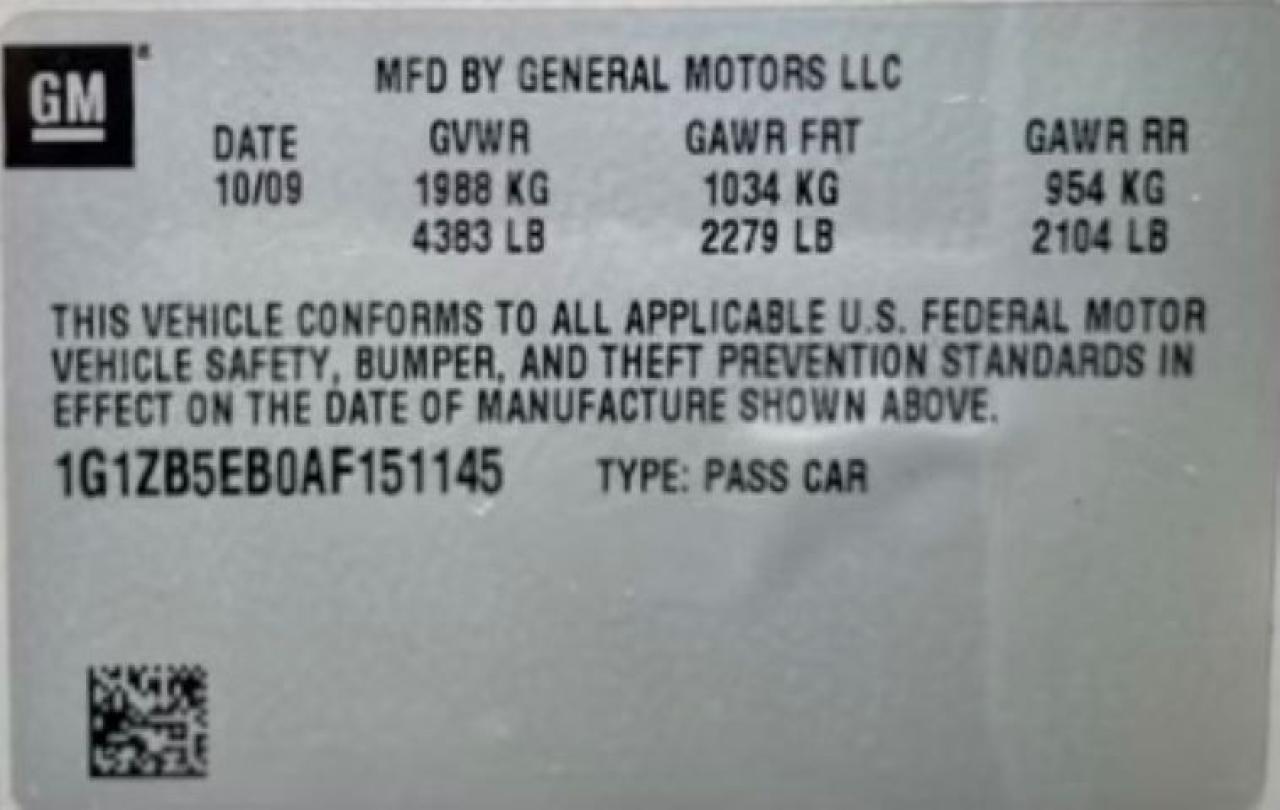 GM
MFD BY GENERAL MOTORS LLC
DATE GVWR GAWR FRT GAWR RR
10/09 1988 KG 1034 KG 954 KG
4383 LB 2279 LB 2104 LB
THIS VEHICLE CONFORMS TO ALL APPLICABLE U.S. FEDERAL MOTOR
VEHICLE SAFETY, BUMPER, AND THEFT PREVENTION STANDARDS IN
EFFECT ON THE DATE OF MANUFACTURE SHOWN ABOVE.
1G1ZB5EB0AF151145 TYPE: PASS CAR